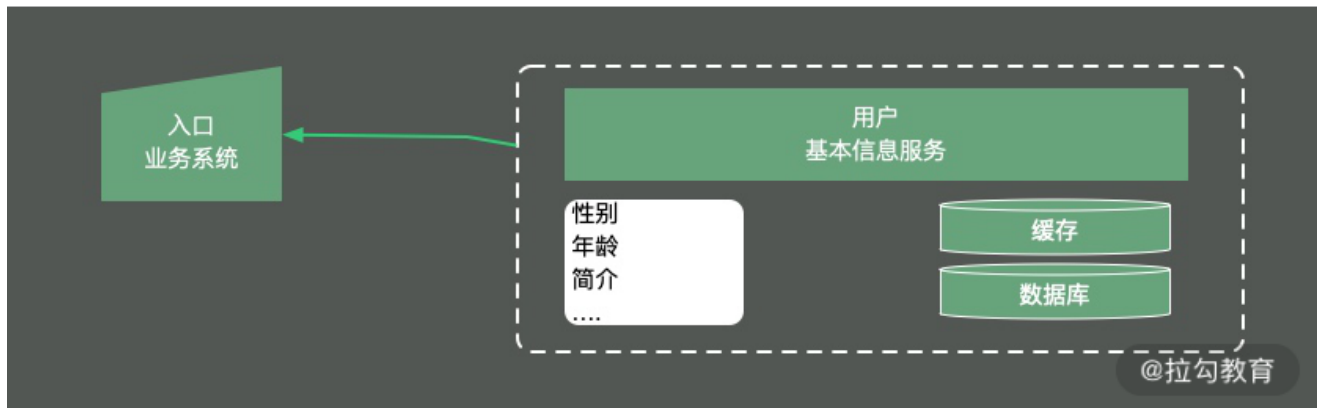 入口
业务系统
用户
基本信息服务
性别
年龄
简介
....
缓存
数据库
@拉勾教育